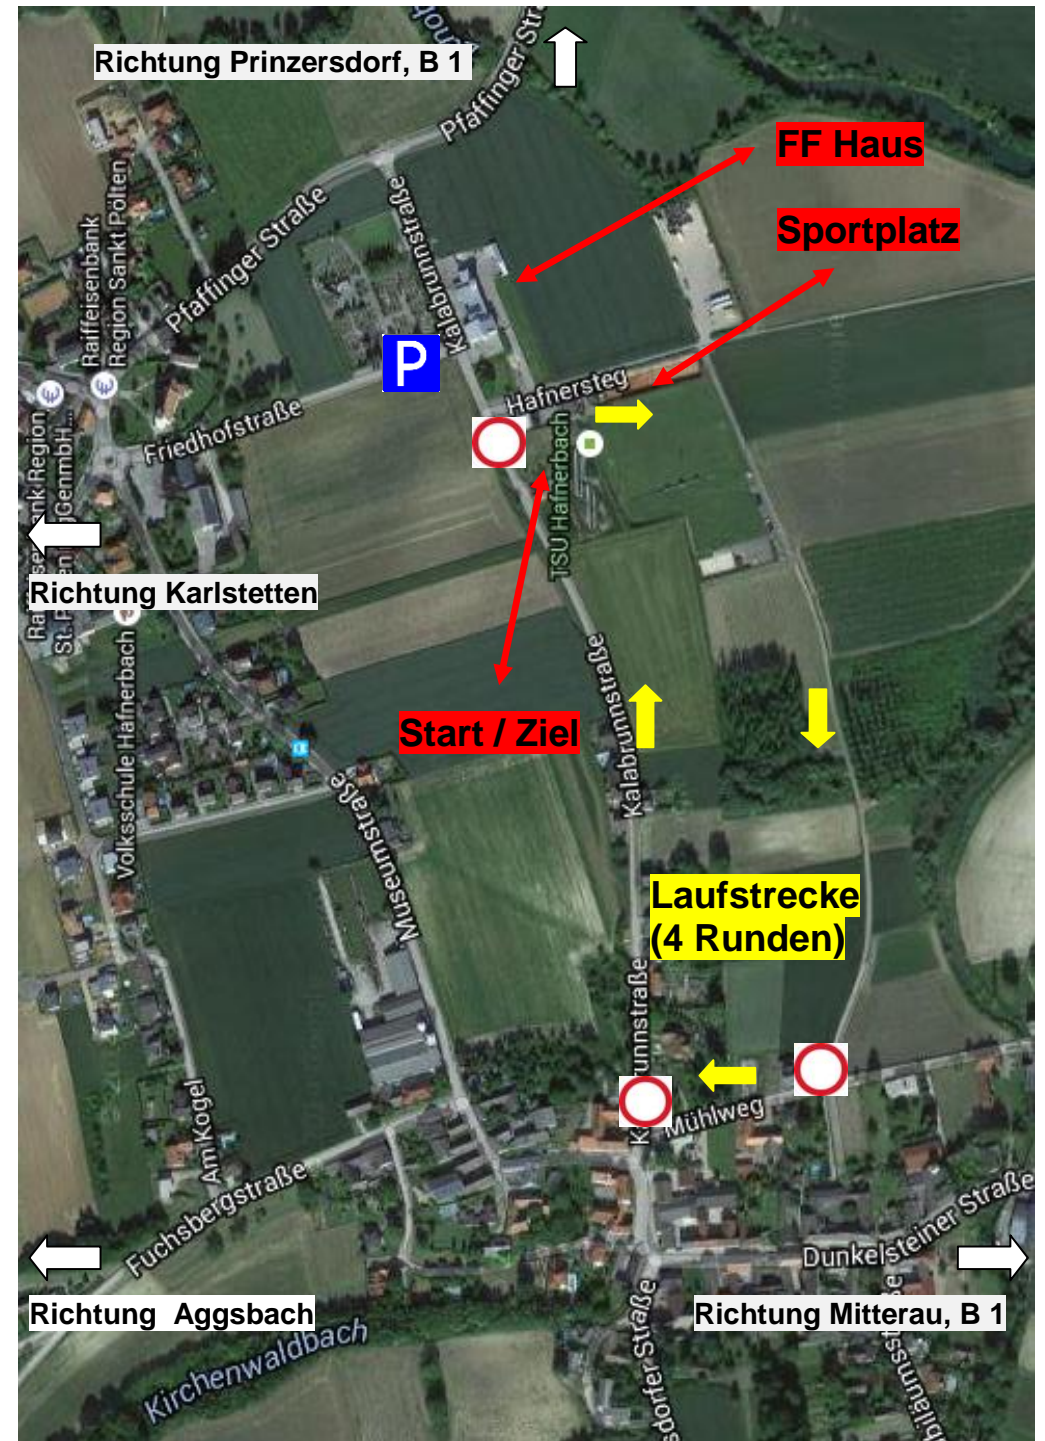 Richtung Prinzersdorf, B 1
Pfaffinger Straße
FF Haus
Raiffeisenbank
Region Sankt Pölten
Pfaffinger Straße
Kalabrunnstraße
Sportplatz
P
Hafnersteg
Friedhofstraße
TSU Hafnerbach
Richtung Karlstetten
Volksschule Hafnerbach
Kalabrunnstraße
Start / Ziel
Museumstraße
Laufstrecke
(4 Runden)
Mühlweg
Am Kogel
Fuchsbergstraße
Dunkelsteiner Straße
Richtung Aggsbach
Richtung Mitterau, B 1
Kirchenwaldbach